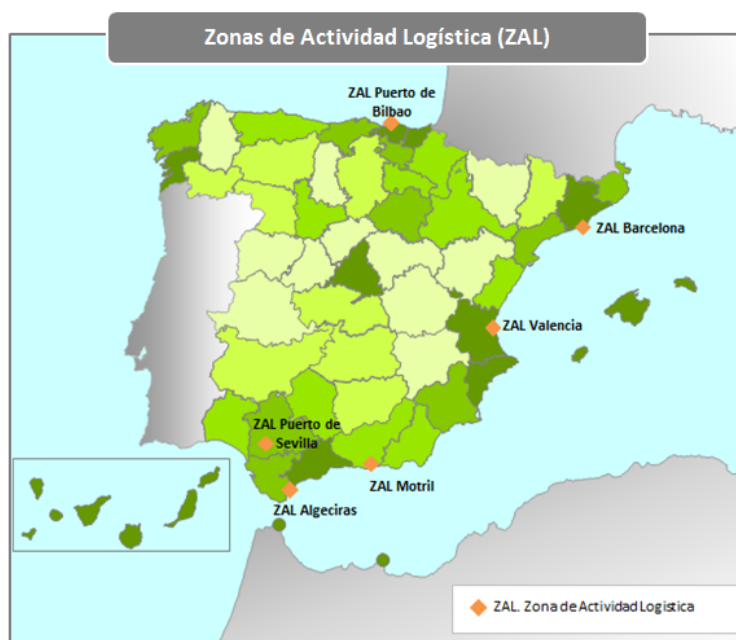 Zonas de Actividad Logística (ZAL)
ZAL Puerto de
Bilbao
ZAL Barcelona
ZAL Valencia
ZAL Puerto de
Sevilla
ZAL Motril
ZAL Algeciras
ZAL. Zona de Actividad Logistica